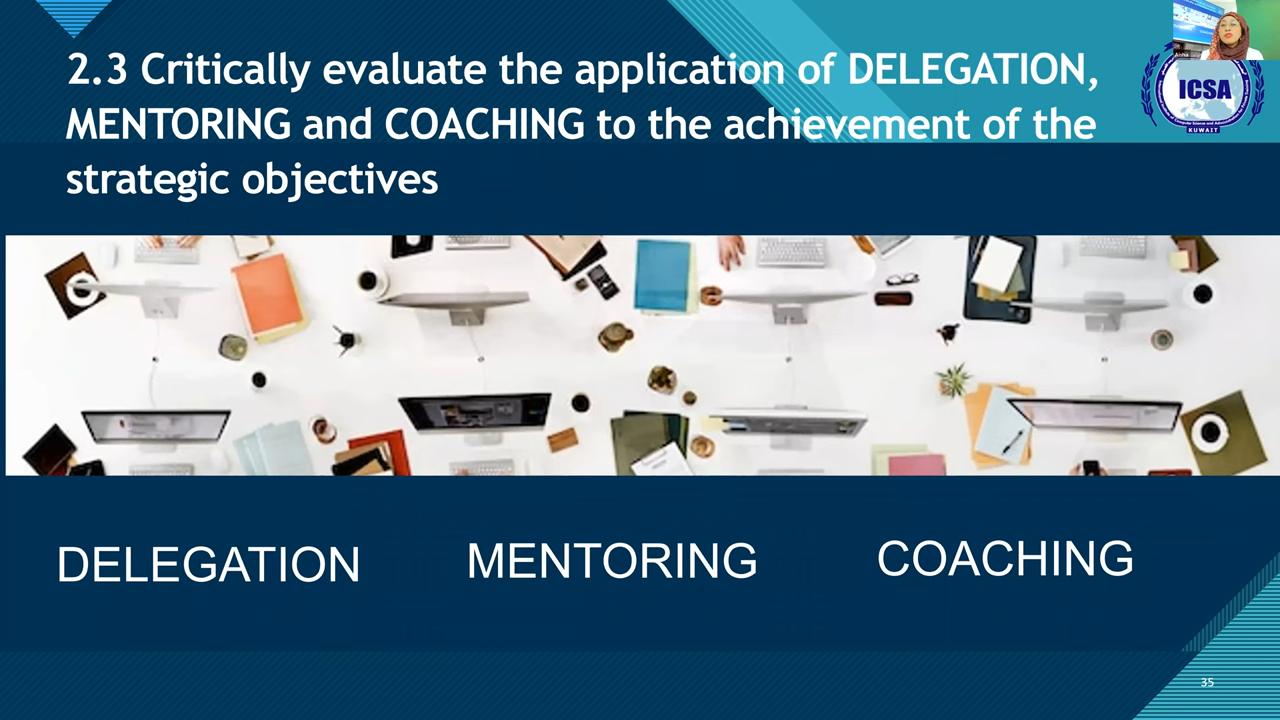 2.3 Critically evaluate the application of DELEGATION,
MENTORING and COACHING to the achievement of the
strategic objectives
ICSA
KUWAIT
DELEGATION
MENTORING
COACHING
35